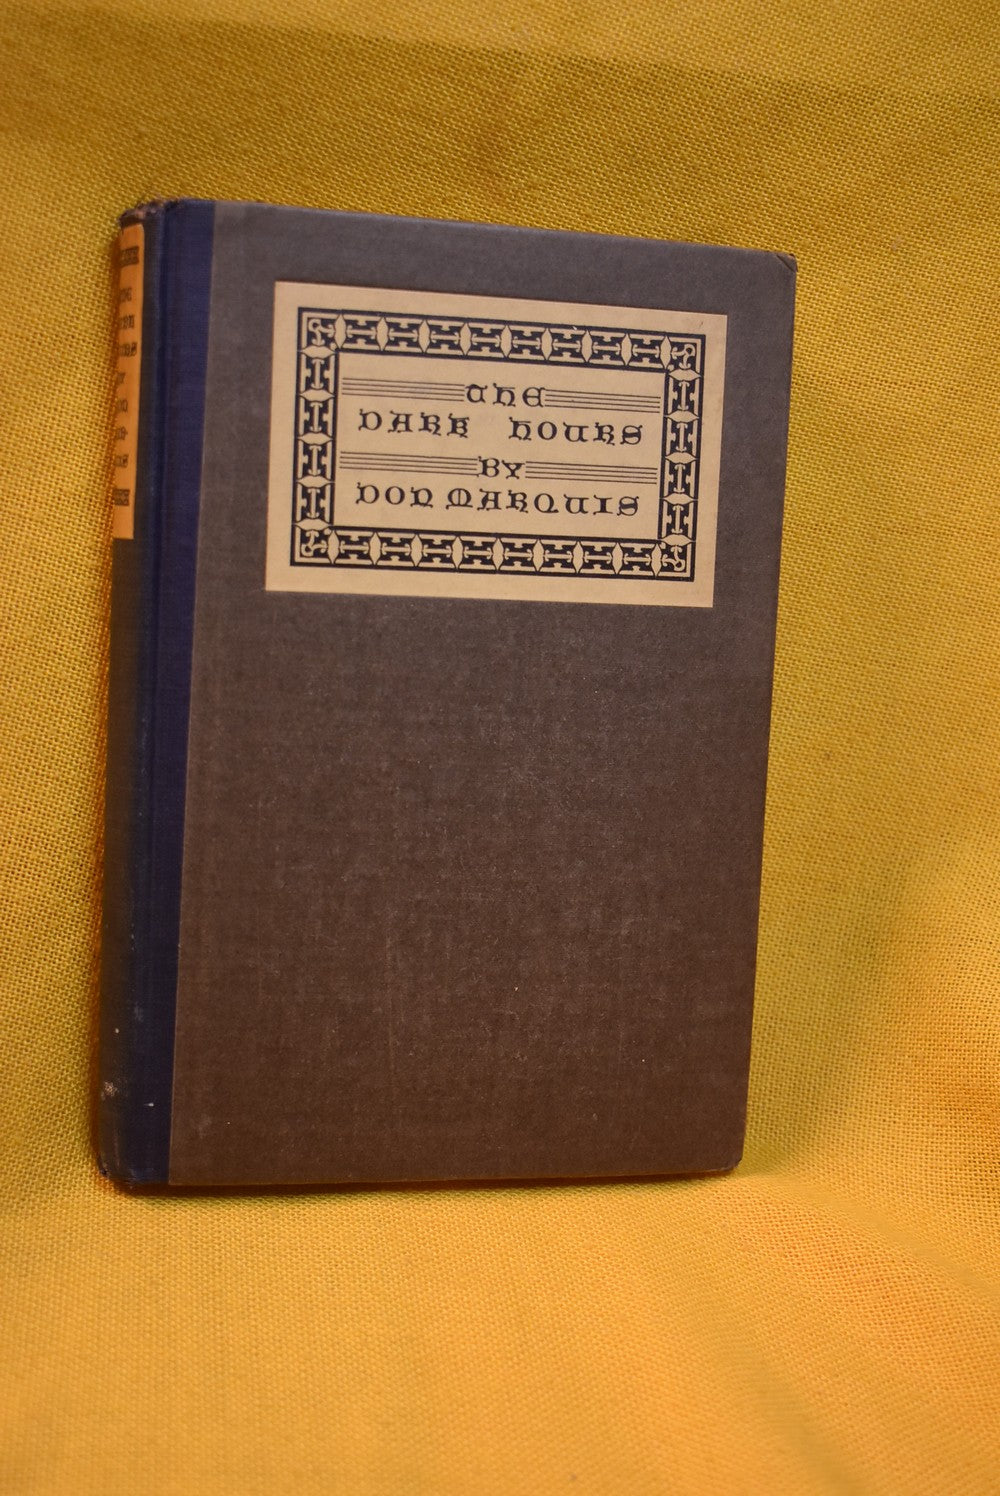 THE
DARK HOURS
BY
DON MARQUIS